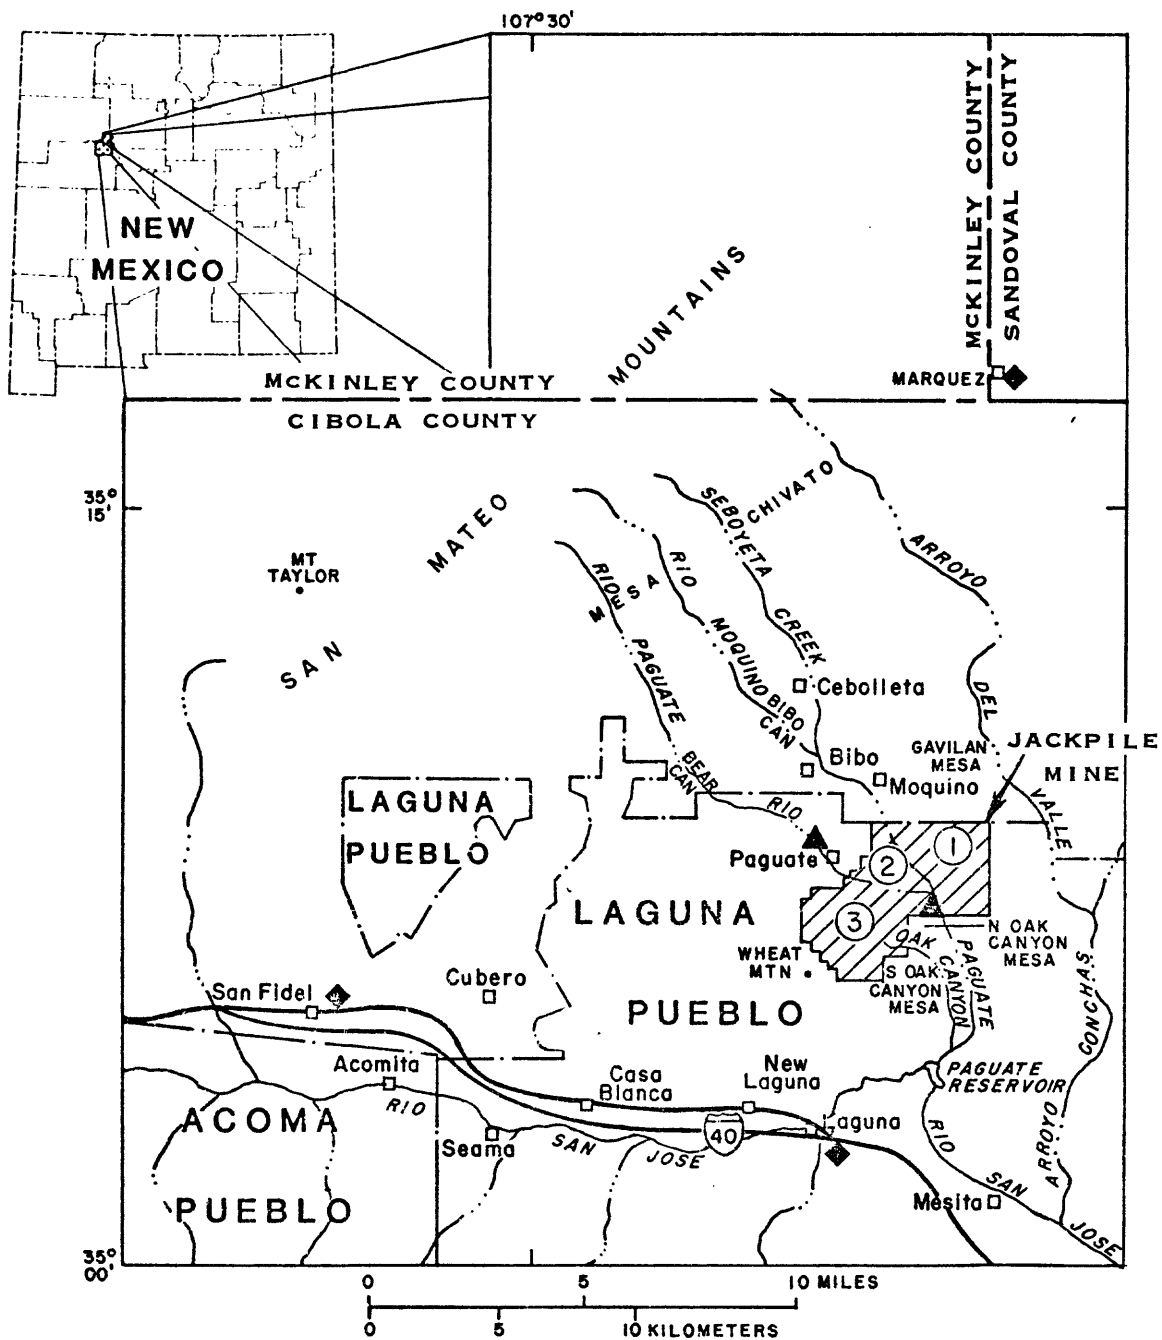 107° 30'
NEW
MEXICO
McKINLEY COUNTY
SANDOVAL COUNTY
MOUNTAINS
McKINLEY COUNTY
CIBOLA COUNTY
MARQUEZ
35°
15'
MT
TAYLOR
MATEO
SAN
CHIVATO
MESA
SEBOYETA
CREEK
RIO
MOQUINO
RIO
PAGUATE
ARROYO
DEL
VALLE
BIBO
CAN
BEAR
CAN
RIO
Cebolleta
Bibo
Moquino
GAVILAN
MESA
JACKPILE
MINE
LAGUNA
PUEBLO
Paguate
1
2
3
LAGUNA
PUEBLO
WHEAT
MTN
N OAK
CANYON
MESA
OAK
CANYON
S OAK
CANYON
MESA
PAGUATE
CONCHAS
ARROYO
Cubero
San Fidel
Acomita
Casa
Blanca
New
Laguna
PAGUATE
RESERVOIR
ACOMA
PUEBLO
RIO
SAN
JOSE
Seama
40
Laguna
RIO
SAN
JOSE
Mesita
35°
00'
0 5 10 MILES
0 5 10 KILOMETERS